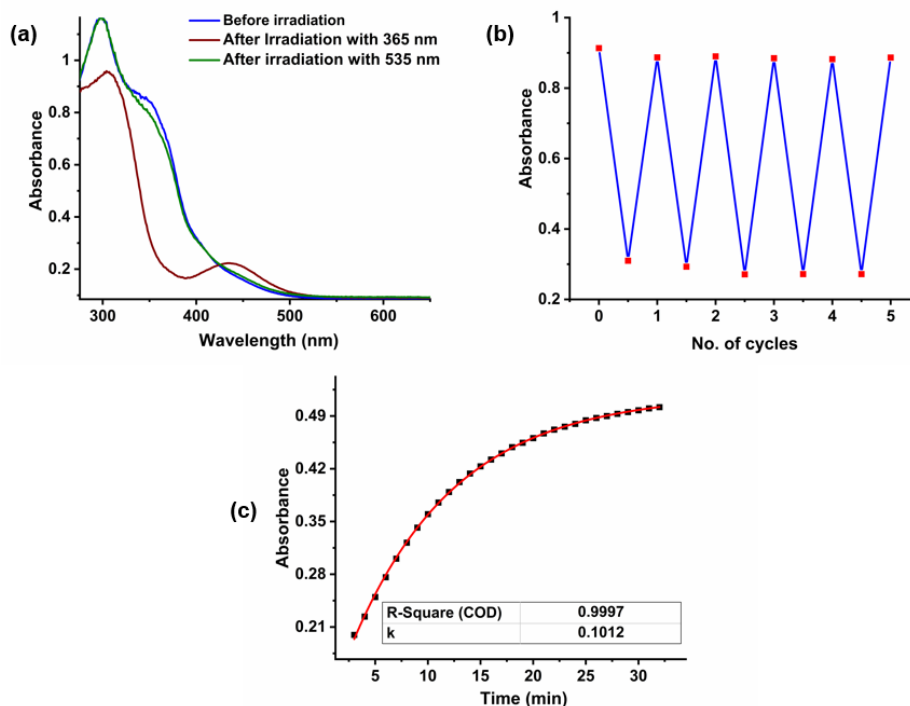 (a)
Before irradiation
After Irradiation with 365 nm
After irradiation with 535 nm
1
0.8
0.6
0.4
0.2
Absorbance
300
400
500
600
Wavelength (nm)
(b)
1.0
0.8
0.6
0.4
0.2
Absorbance
0
1
2
3
4
5
No. of cycles
(c)
0.49
0.42
0.35
0.28
0.21
Absorbance
R-Square (COD) 0.9997
k 0.1012
5
10
15
20
25
30
Time (min)